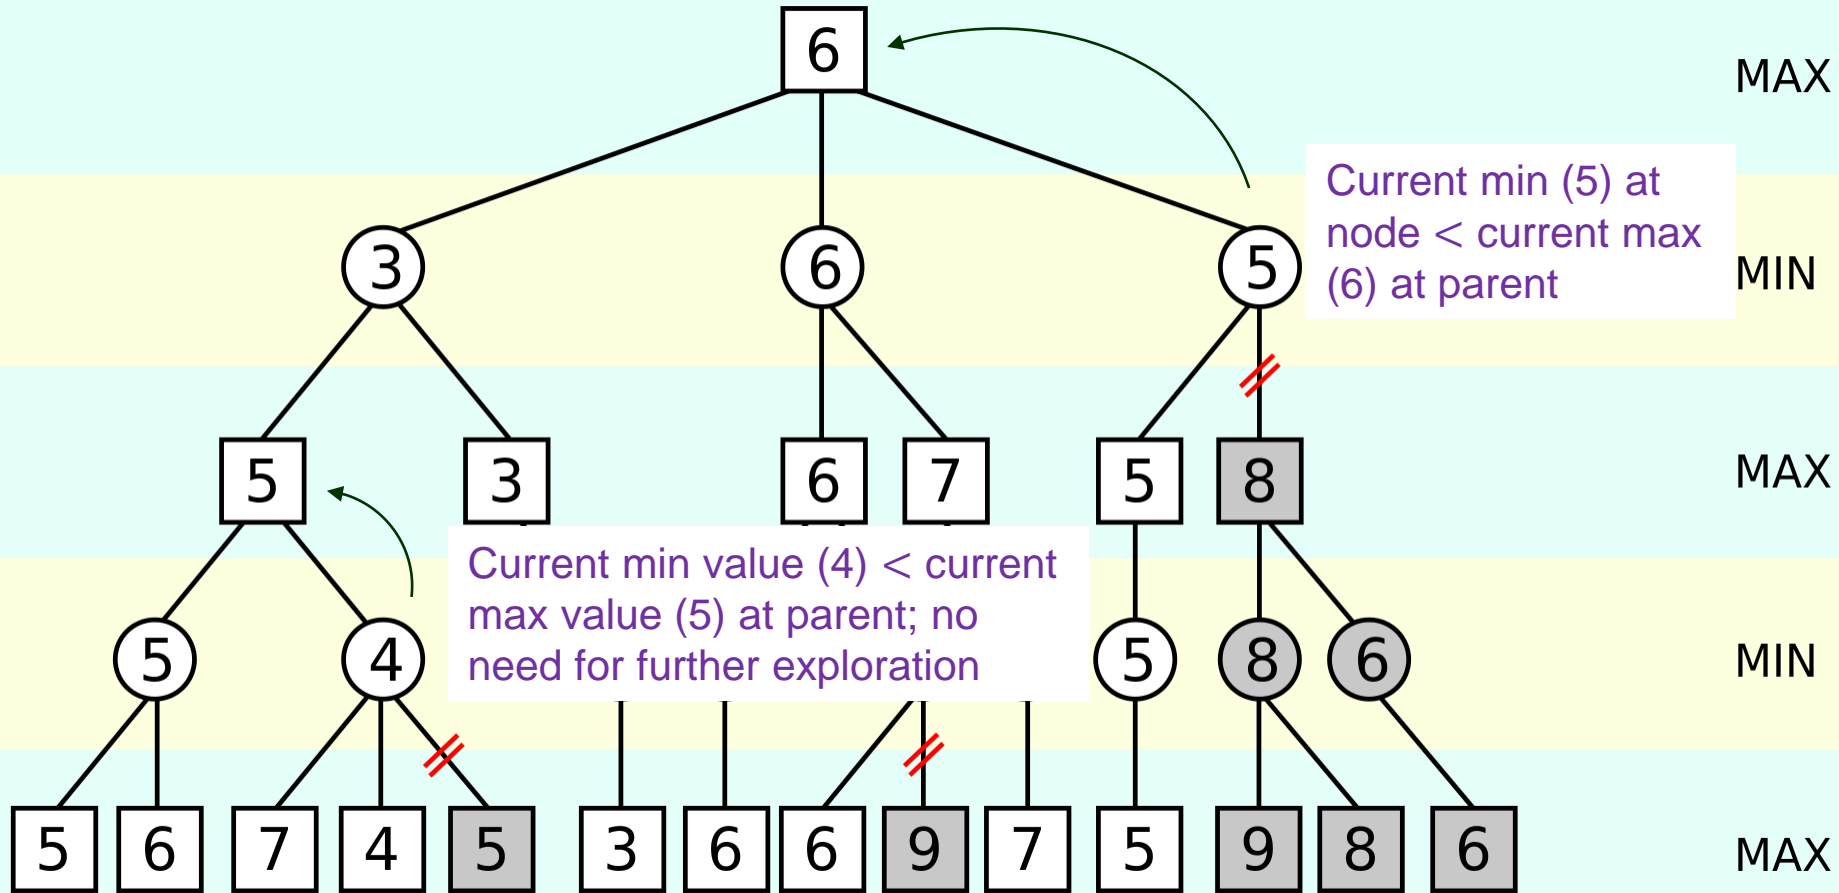 6
MAX
Current min (5) at
node < current max
(6) at parent
3 6 5
MIN
5 3 6 7 5 8
MAX
Current min value (4) < current
max value (5) at parent; no
need for further exploration
5 4 5 8 6
MIN
5 6 7 4 5 3 6 6 9 7 5 9 8 6
MAX